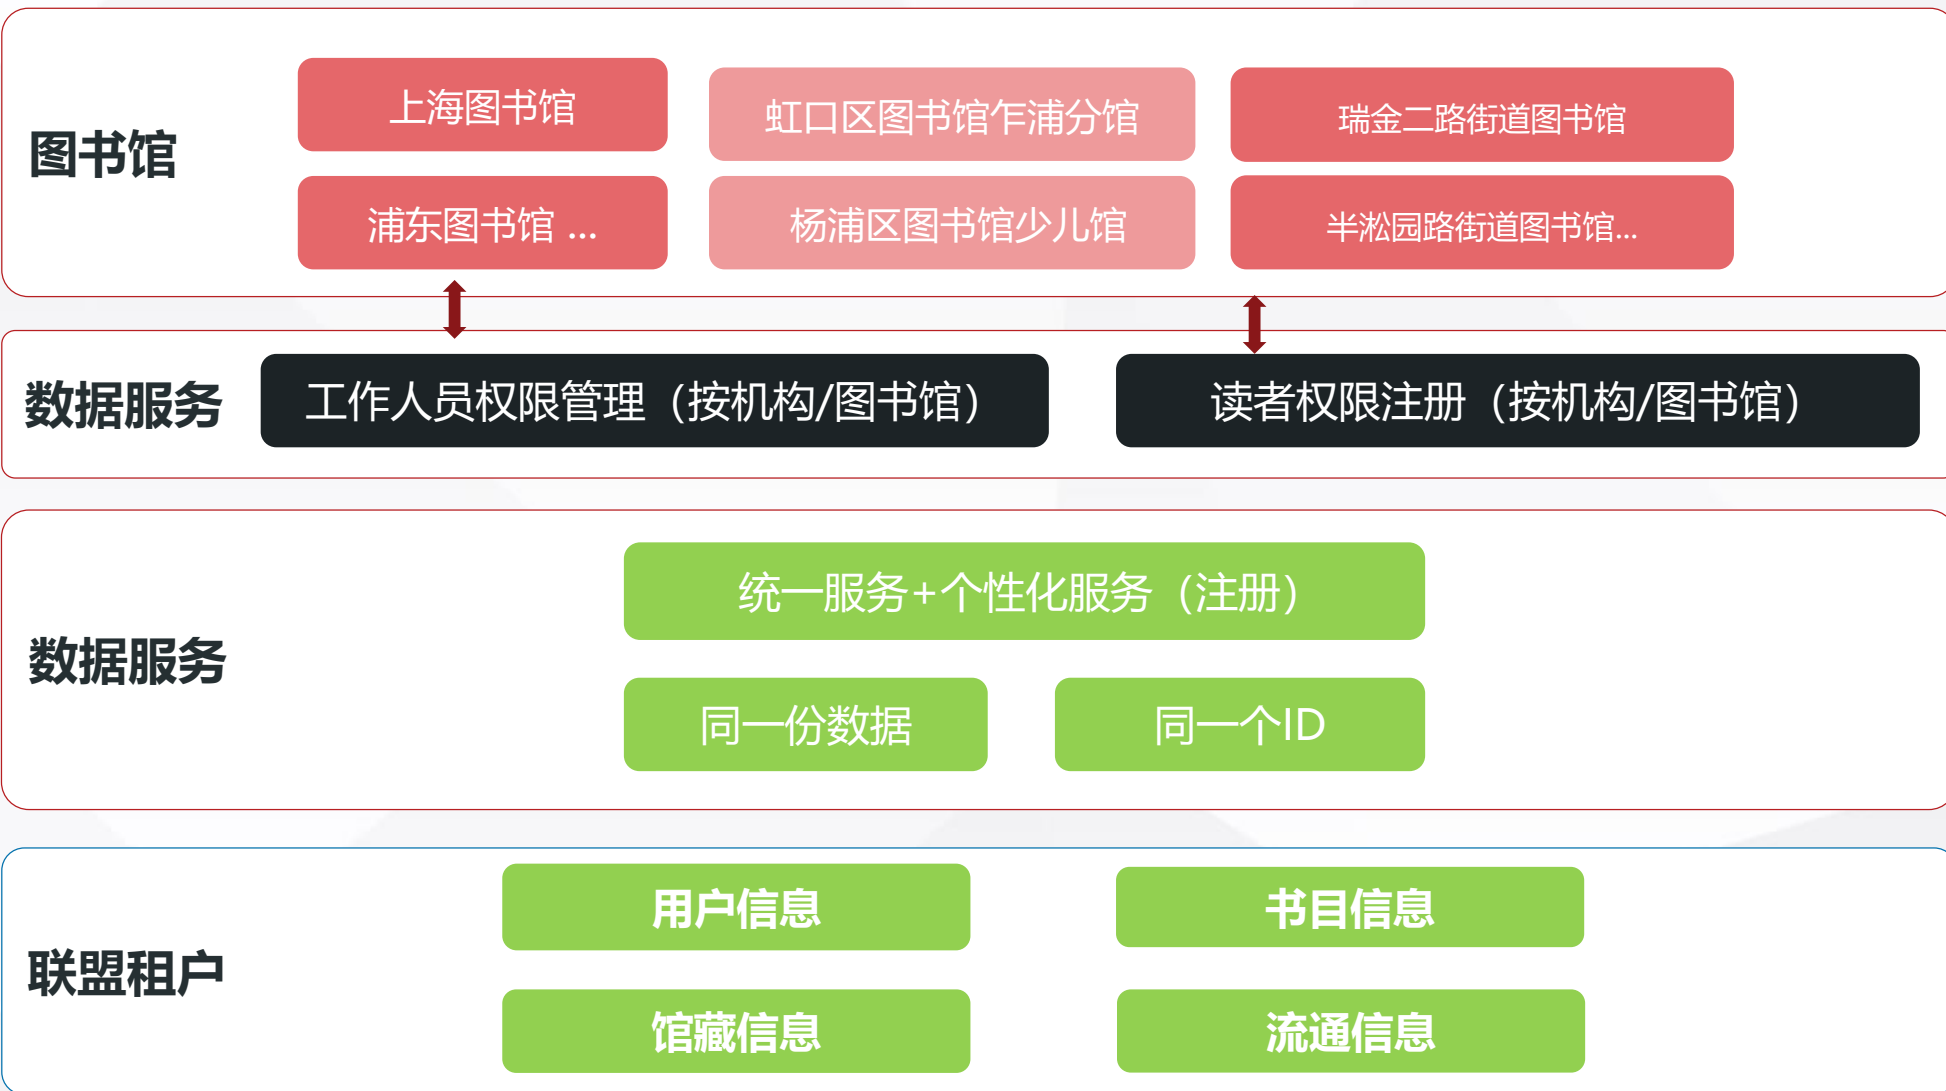 图书馆
上海图书馆
虹口区图书馆乍浦分馆
瑞金二路街道图书馆
浦东图书馆 ...
杨浦区图书馆少儿馆
半淞园路街道图书馆...
数据服务
工作人员权限管理（按机构/图书馆）
读者权限注册（按机构/图书馆）
数据服务
统一服务+个性化服务（注册）
同一份数据
同一个ID
联盟租户
用户信息
书目信息
馆藏信息
流通信息